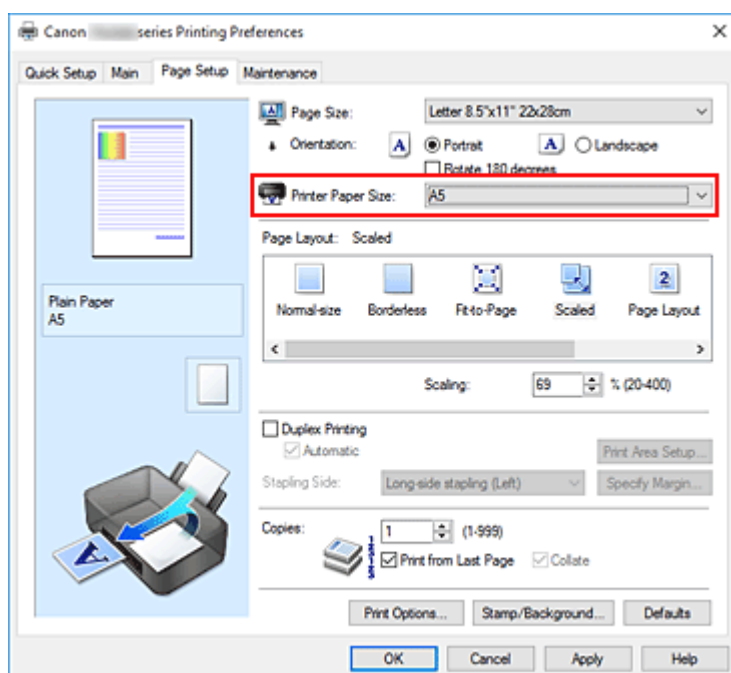 Canon series Printing Preferences
Quick Setup Main Page Setup Maintenance
Page Size: Letter 8.5"x11" 22x28cm
Orientation: A Portrait A Landscape
Rotate 180 degrees
Printer Paper Size: A5
Page Layout: Scaled
2
Normal-size Borderless Fit-to-Page Scaled Page Layout
Plain Paper
A5
Scaling: 69 % (20-400)
Duplex Printing
Automatic Print Area Setup...
Stapling Side: Long-side stapling (Left) Specify Margin...
Copies: 1 (1-999)
Print from Last Page Collate
A
Print Options... Stamp/Background... Defaults
OK Cancel Apply Help